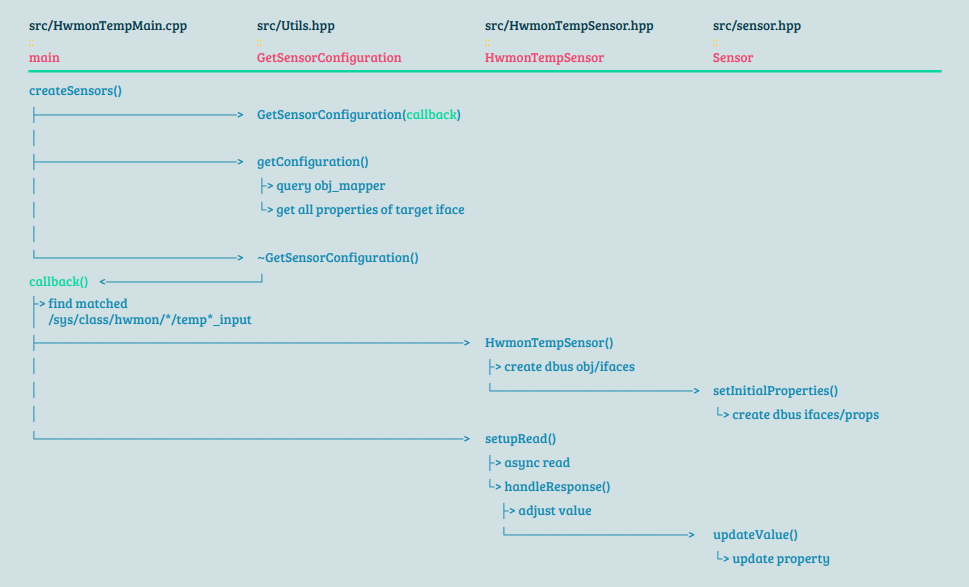 src/HwmonTempMain.cpp src/Utils.hpp src/HwmonTempSensor.hpp src/sensor.hpp
:: :: :: ::
main GetSensorConfiguration HwmonTempSensor Sensor
createSensors()
├─────────────> GetSensorConfiguration(callback)
│
├─────────────> getConfiguration()
│ ├> query obj_mapper
│ └> get all properties of target iface
│
└─────────────> ~GetSensorConfiguration()
callback() <──────────┘
├> find matched
│ /sys/class/hwmon/*/temp*_input
├───────────────────────────> HwmonTempSensor()
│ ├> create dbus obj/ifaces
│ └─────────────> setInitialProperties()
│ └> create dbus ifaces/props
└───────────────────────────> setupRead()
├> async read
└> handleResponse()
├> adjust value
└────────────> updateValue()
└> update property